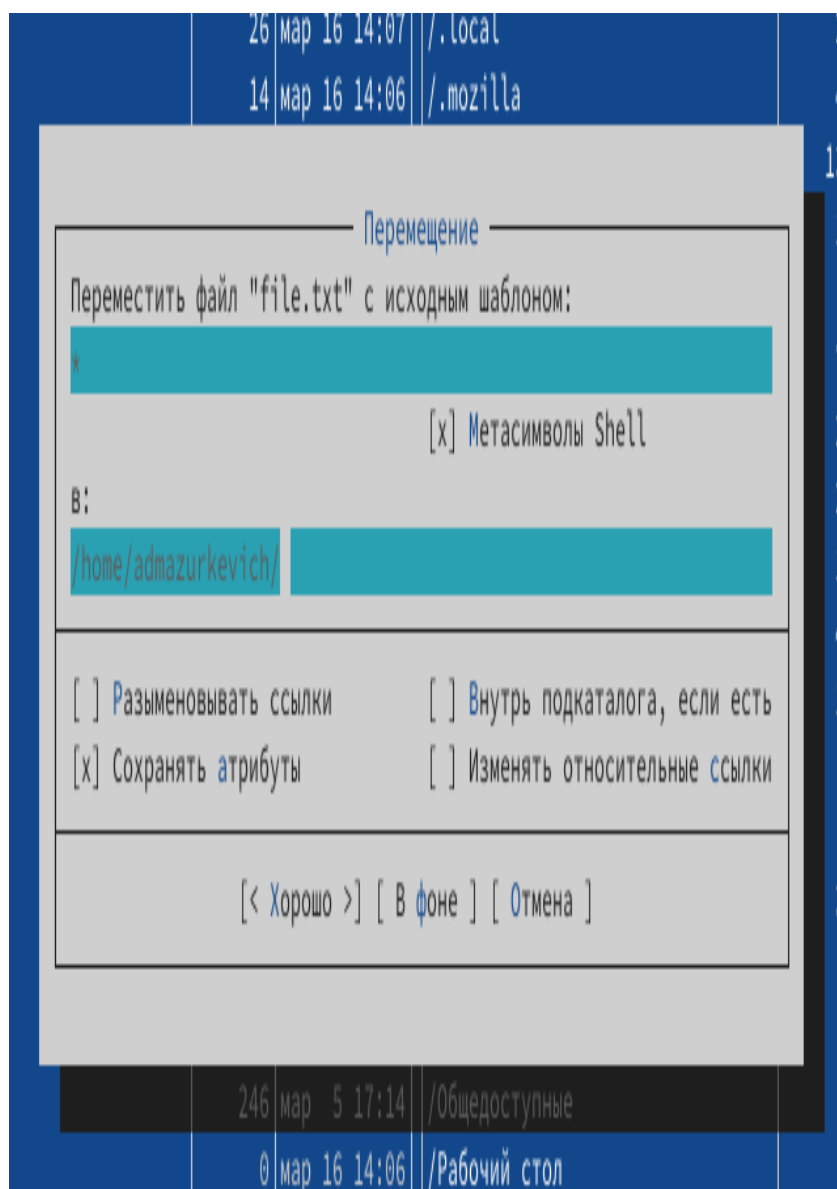 26 мар 16 14:07 /.local
14 мар 16 14:06 /.mozilla
Перемещение
Переместить файл "file.txt" с исходным шаблоном:
*
[x] Метасимволы Shell
в:
/home/admazurkevich/
[ ] Разыменовывать ссылки [ ] Внутрь подкаталога, если есть
[x] Сохранять атрибуты [ ] Изменять относительные ссылки
[< Хорошо >] [ В фоне ] [ Отмена ]
246 мар 5 17:14 /Общедоступные
0 мар 16 14:06 /Рабочий стол